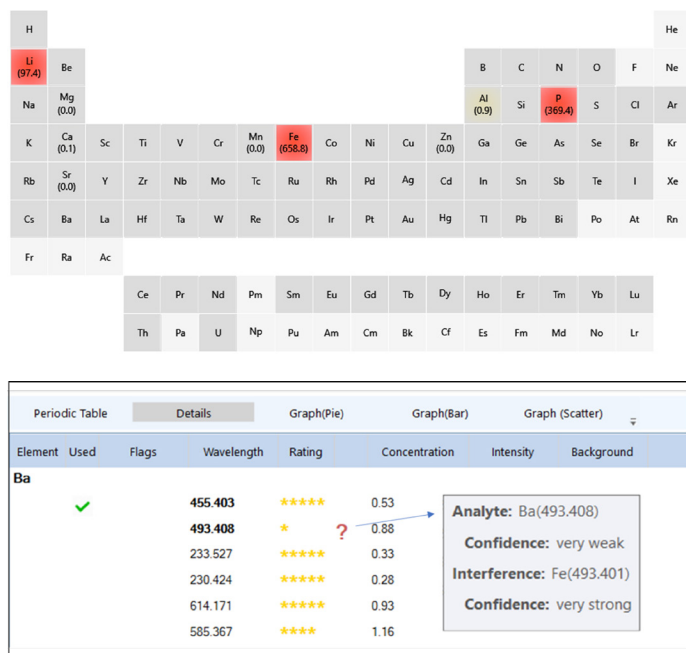 H He
Li (97.4) Be B C N O F Ne
Na Mg (0.0) Al (0.9) Si P (369.4) S Cl Ar
K Ca (0.1) Sc Ti V Cr Mn (0.0) Fe (658.8) Co Ni Cu Zn (0.0) Ga Ge As Se Br Kr
Rb Sr (0.0) Y Zr Nb Mo Tc Ru Rh Pd Ag Cd In Sn Sb Te I Xe
Cs Ba La Hf Ta W Re Os Ir Pt Au Hg Tl Pb Bi Po At Rn
Fr Ra Ac
Ce Pr Nd Pm Sm Eu Gd Tb Dy Ho Er Tm Yb Lu
Th Pa U Np Pu Am Cm Bk Cf Es Fm Md No Lr
Periodic Table Details Graph(Pie) Graph(Bar) Graph (Scatter)
Element Used Flags Wavelength Rating Concentration Intensity Background
Ba
455.403 ***** 0.53
493.408 * ? 0.88
233.527 ***** 0.33
230.424 ***** 0.28
614.171 ***** 0.93
585.367 **** 1.16
Analyte: Ba(493.408)
Confidence: very weak
Interference: Fe(493.401)
Confidence: very strong